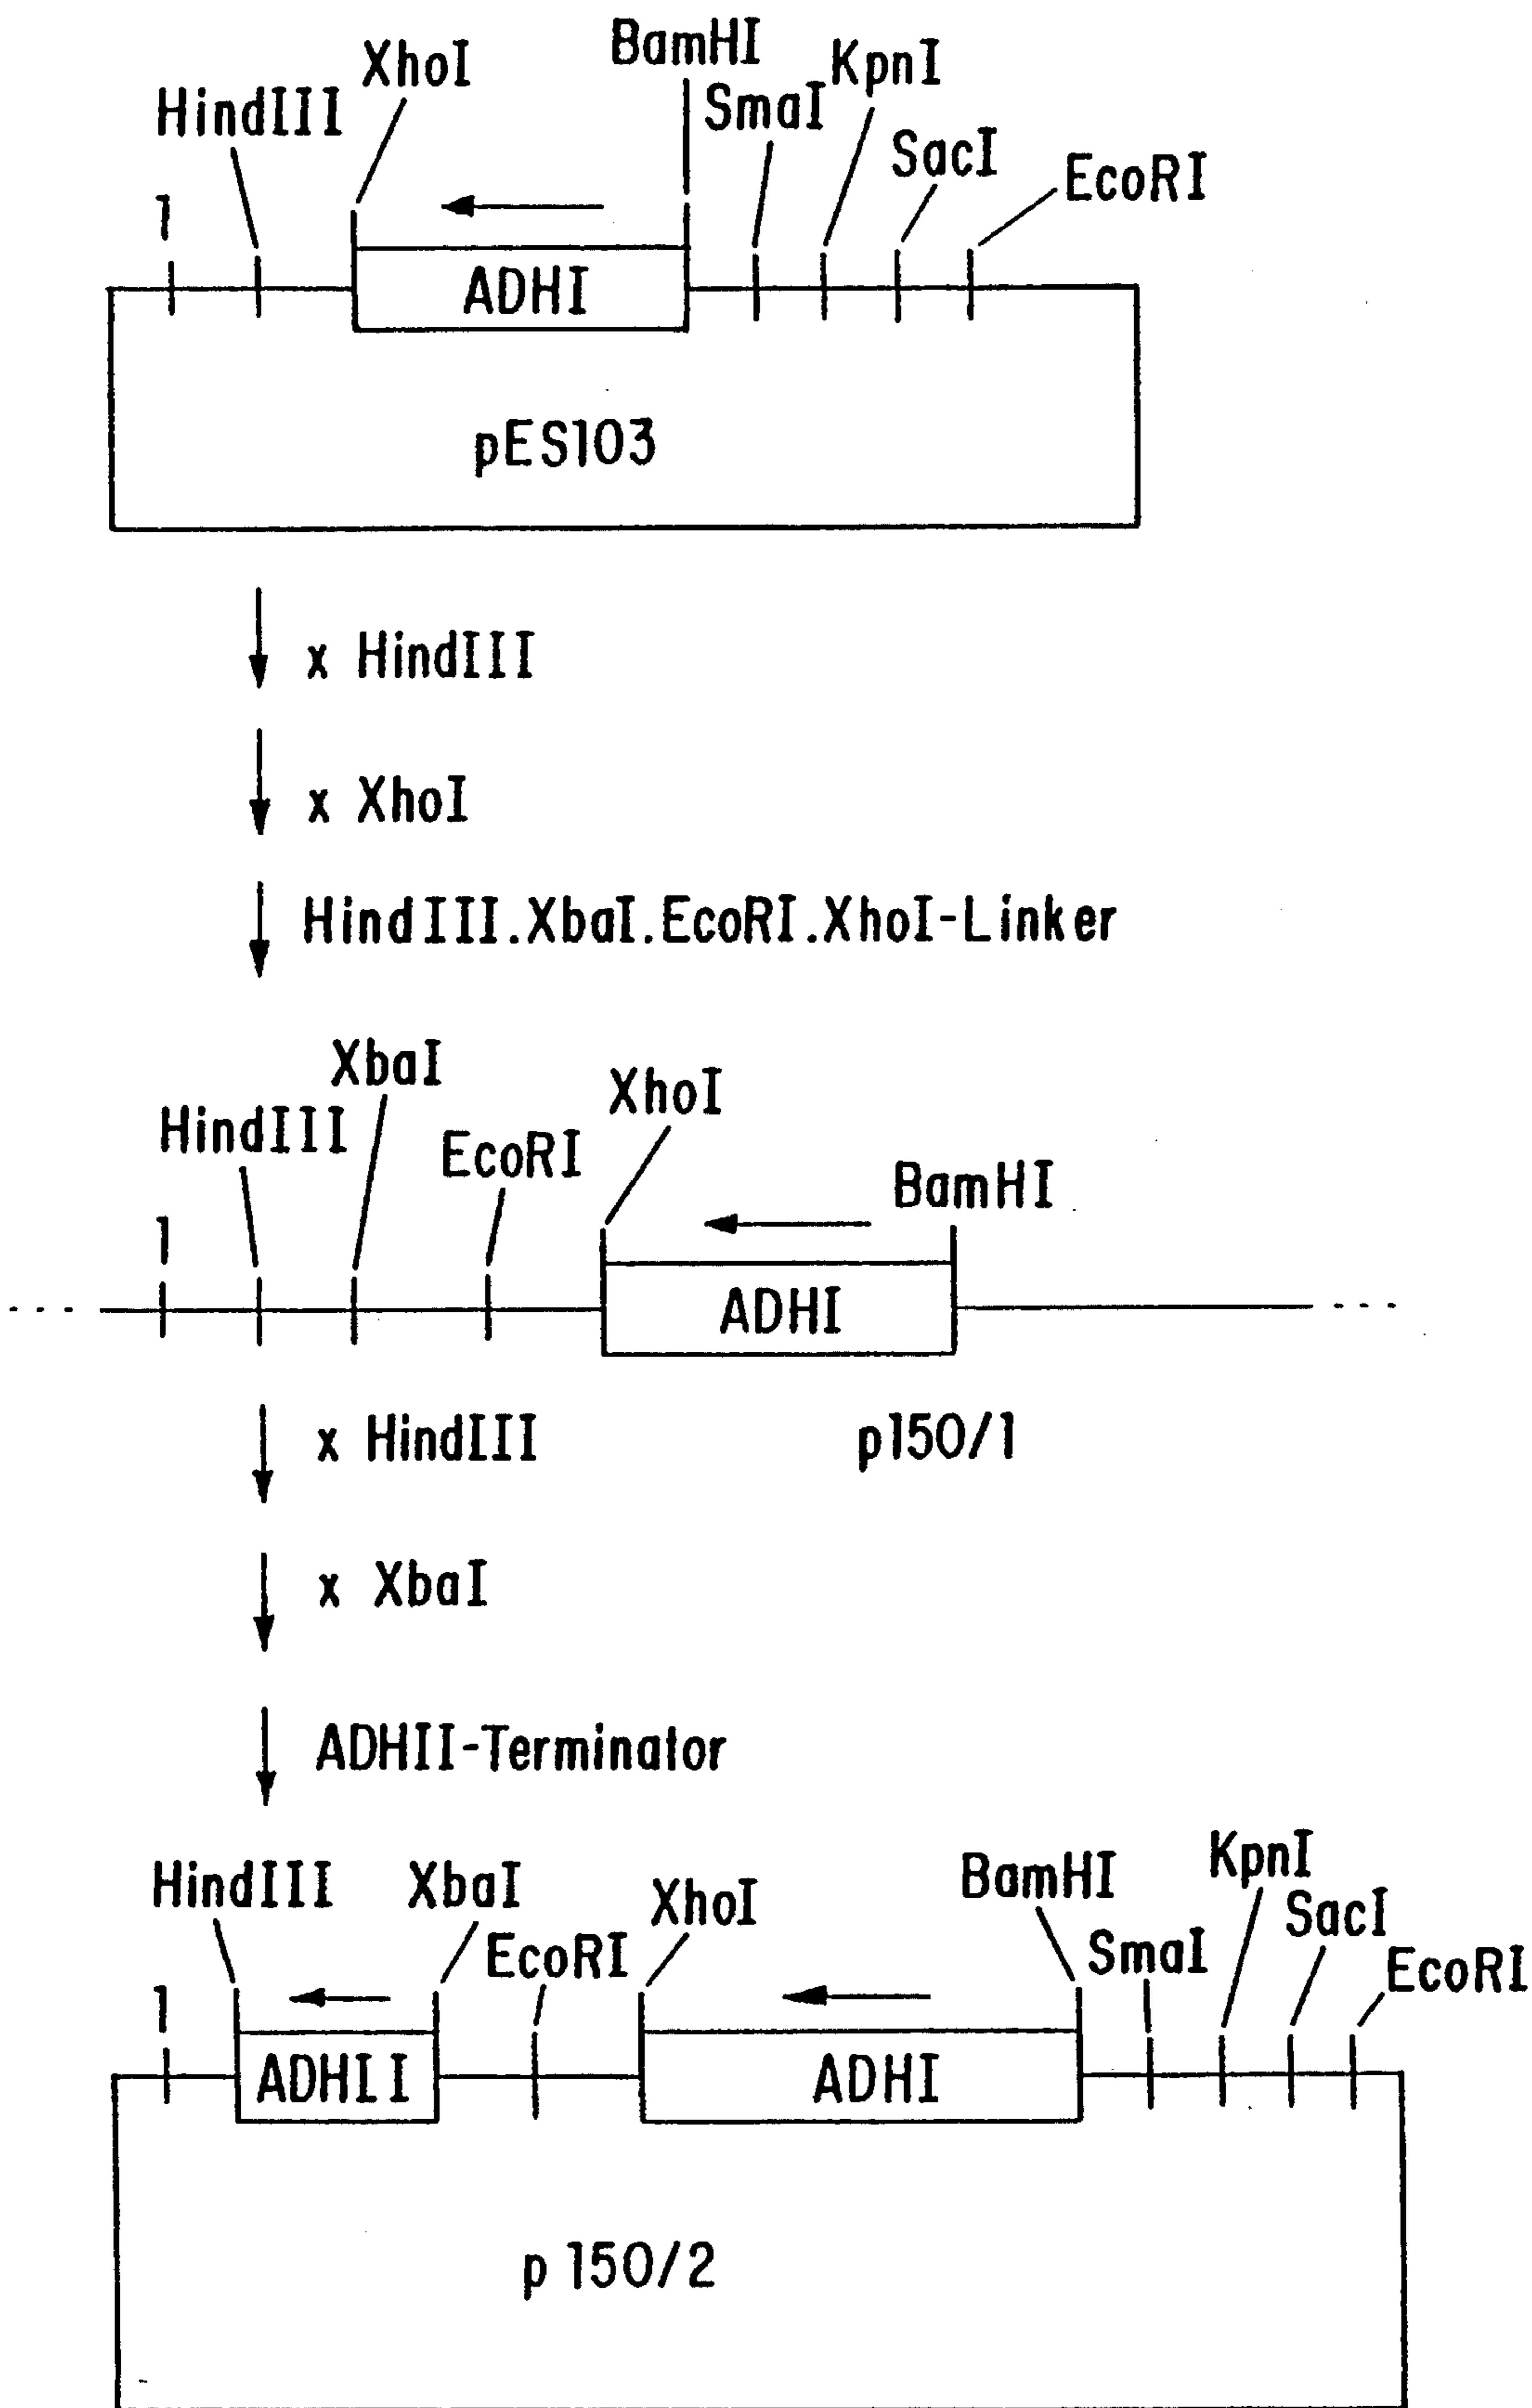 BamHI
XhoI
KpnI
HindIII
SmaI
SacI
EcoRI
1
ADHI
pES103
x HindIII
x XhoI
HindIII.XbaI.EcoRI.XhoI-Linker
XbaI
XhoI
HindIII
EcoRI
BamHI
1
ADHI
x HindIII
p150/1
x XbaI
ADHII-Terminator
KpnI
BamHI
HindIII
XbaI
XhoI
SacI
SmaI
EcoRI
EcoRI
1
ADHII
ADHI
p 150/2